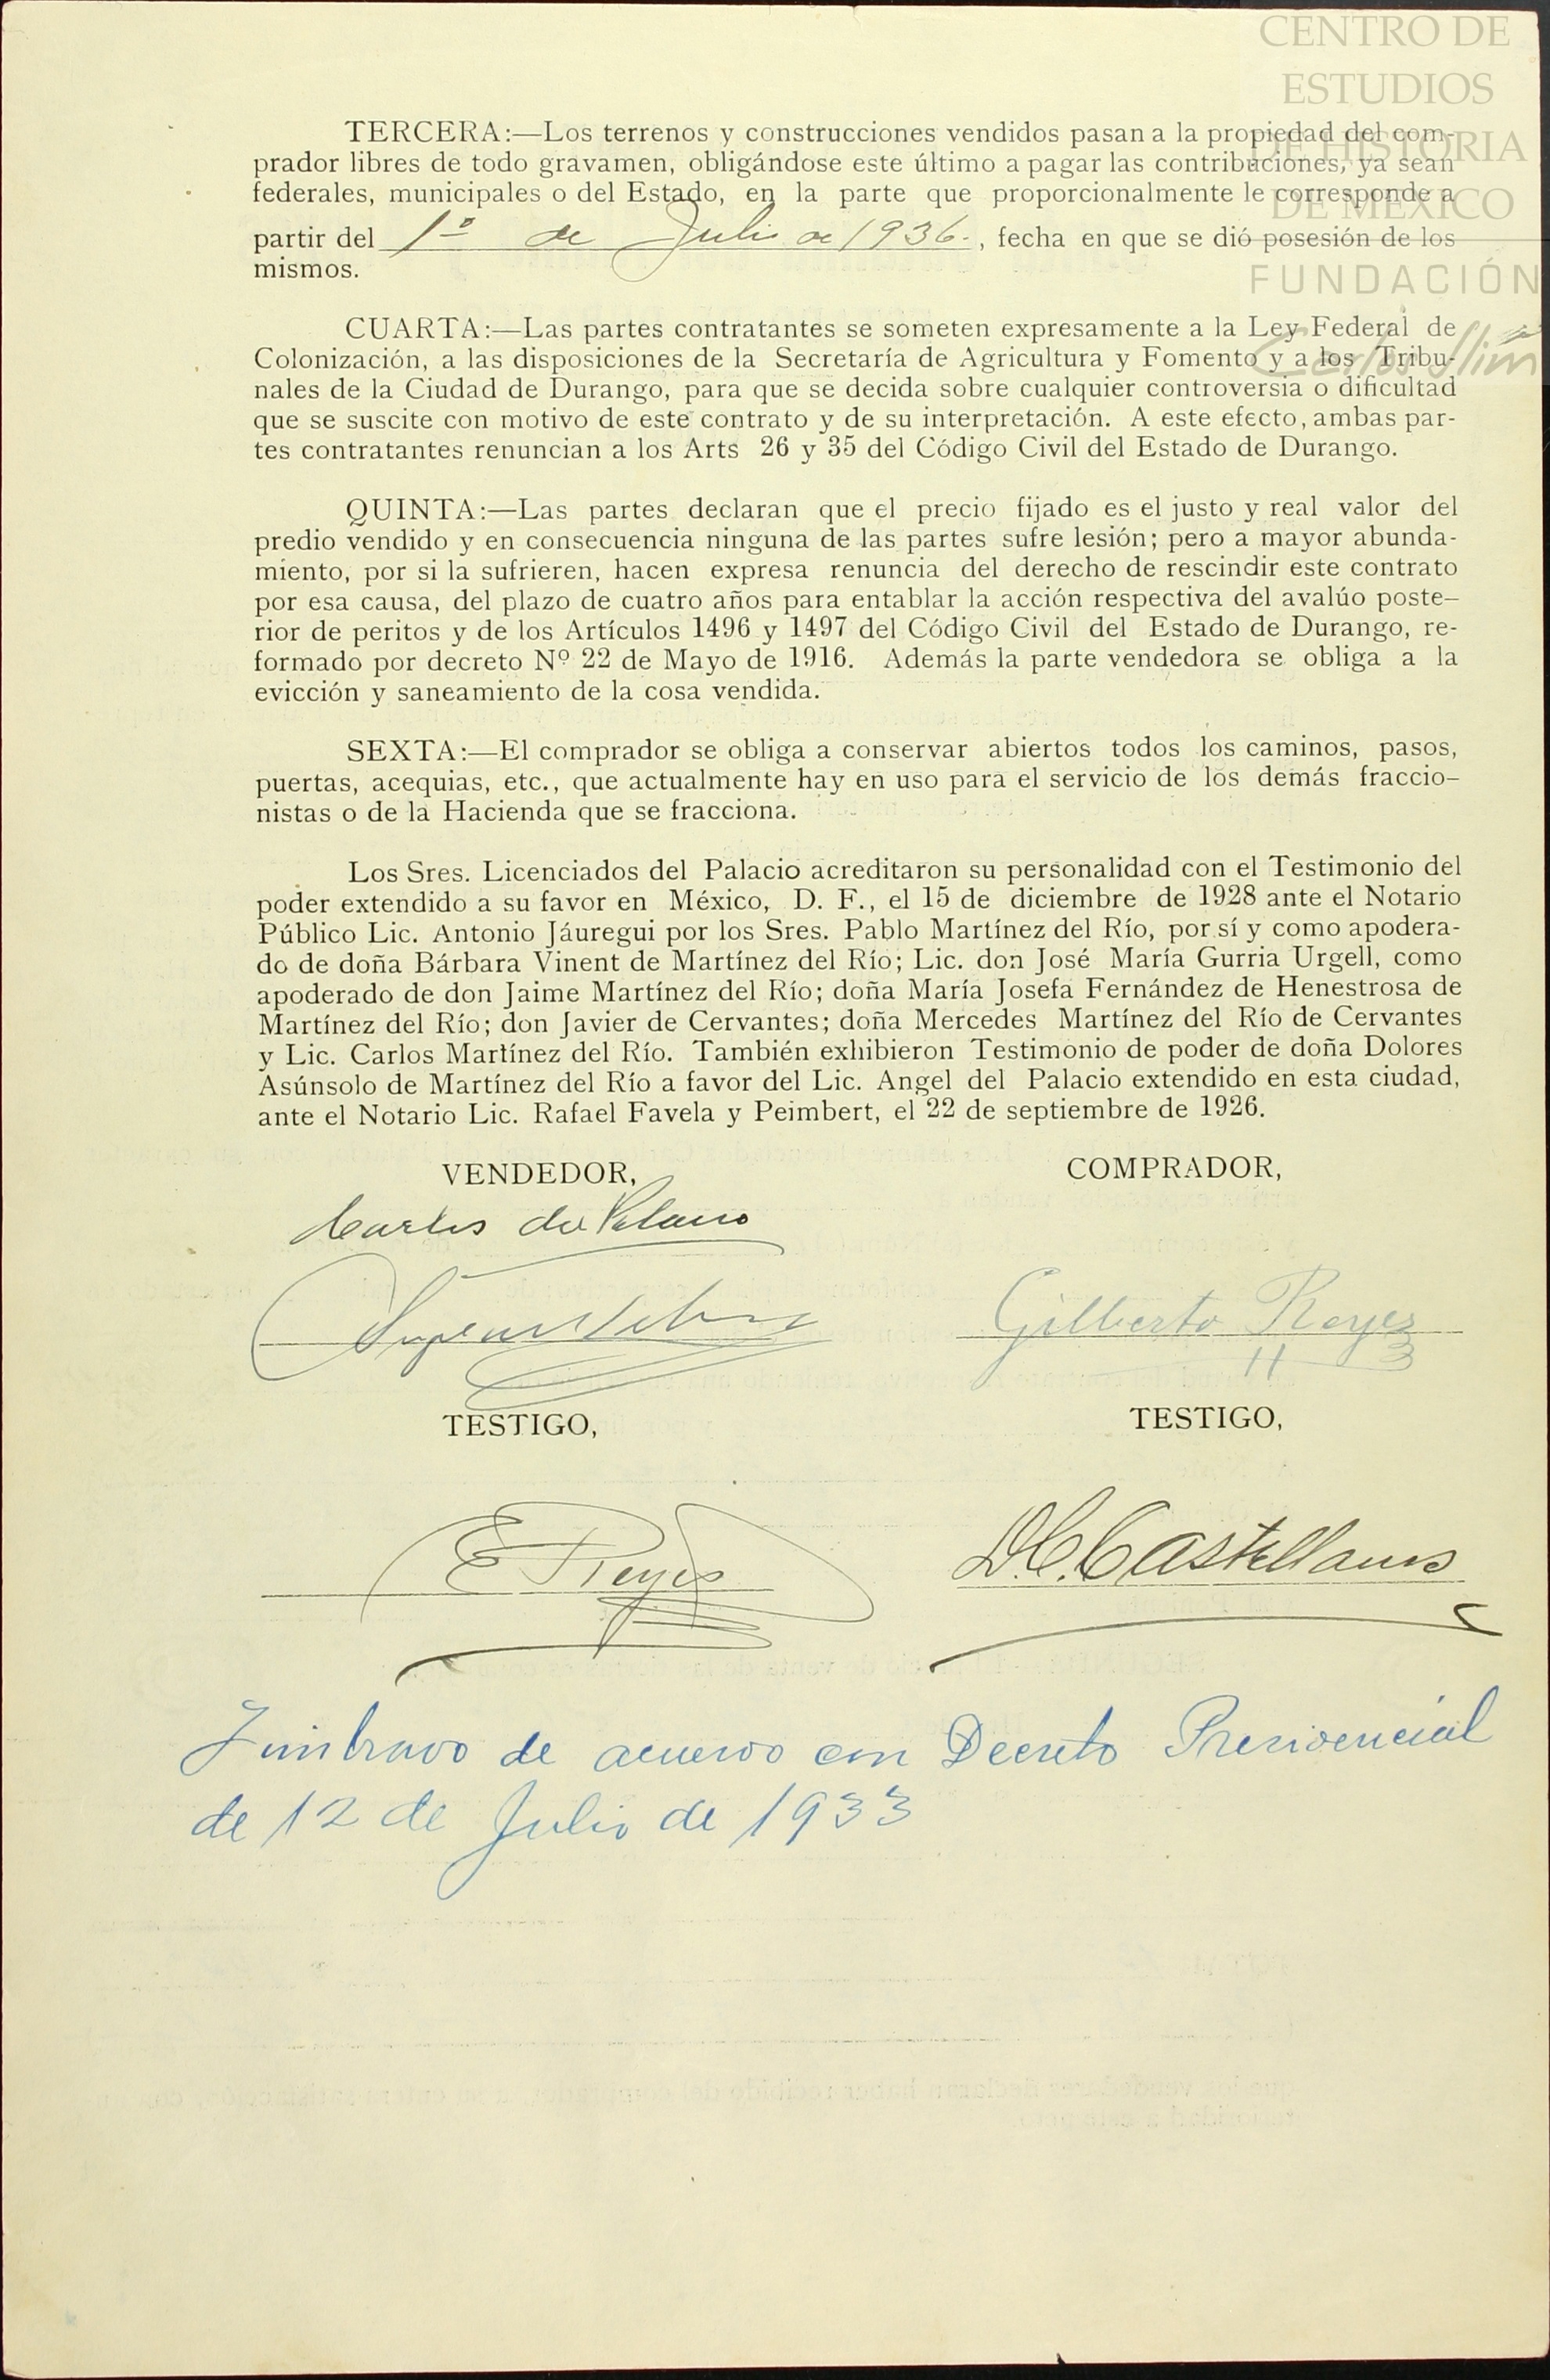 CENTRO DE
ESTUDIOS
DE HISTORIA
DE MÉXICO
FUNDACIÓN
Carlos Slim
TERCERA:—Los terrenos y construcciones vendidos pasan a la propiedad del com-
prador libres de todo gravamen, obligándose este último a pagar las contribuciones, ya sean
federales, municipales o del Estado, en la parte que proporcionalmente le corresponde a
partir del 1º de Julio de 1936., fecha en que se dió posesión de los
mismos.
CUARTA:—Las partes contratantes se someten expresamente a la Ley Federal de
Colonización, a las disposiciones de la Secretaría de Agricultura y Fomento y a los Tribu-
nales de la Ciudad de Durango, para que se decida sobre cualquier controversia o dificultad
que se suscite con motivo de este contrato y de su interpretación. A este efecto, ambas par-
tes contratantes renuncian a los Arts 26 y 35 del Código Civil del Estado de Durango.
QUINTA:—Las partes declaran que el precio fijado es el justo y real valor del
predio vendido y en consecuencia ninguna de las partes sufre lesión; pero a mayor abunda-
miento, por si la sufrieren, hacen expresa renuncia del derecho de rescindir este contrato
por esa causa, del plazo de cuatro años para entablar la acción respectiva del avalúo poste-
rior de peritos y de los Artículos 1496 y 1497 del Código Civil del Estado de Durango, re-
formado por decreto Nº 22 de Mayo de 1916. Además la parte vendedora se obliga a la
evicción y saneamiento de la cosa vendida.
SEXTA:—El comprador se obliga a conservar abiertos todos los caminos, pasos,
puertas, acequias, etc., que actualmente hay en uso para el servicio de los demás fraccio-
nistas o de la Hacienda que se fracciona.
Los Sres. Licenciados del Palacio acreditaron su personalidad con el Testimonio del
poder extendido a su favor en México, D. F., el 15 de diciembre de 1928 ante el Notario
Público Lic. Antonio Jáuregui por los Sres. Pablo Martínez del Río, por sí y como apodera-
do de doña Bárbara Vinent de Martínez del Río; Lic. don José María Gurria Urgell, como
apoderado de don Jaime Martínez del Río; doña María Josefa Fernández de Henestrosa de
Martínez del Río; don Javier de Cervantes; doña Mercedes Martínez del Río de Cervantes
y Lic. Carlos Martínez del Río. También exhibieron Testimonio de poder de doña Dolores
Asúnsolo de Martínez del Río a favor del Lic. Angel del Palacio extendido en esta ciudad,
ante el Notario Lic. Rafael Favela y Peimbert, el 22 de septiembre de 1926.
VENDEDOR, COMPRADOR,
Carlos del Palacio
Gilberto Reyes
TESTIGO, TESTIGO,
E Reyes D.C. Castellanos
Timbrado de acuerdo con Decreto Presidencial
de 12 de Julio de 1933